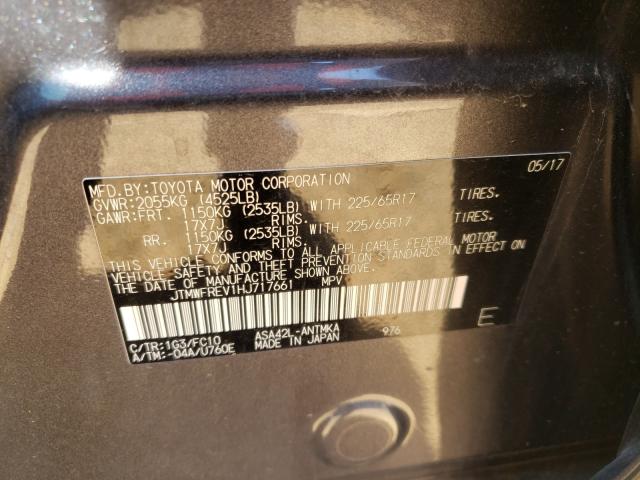 05/17
MFD.BY:TOYOTA MOTOR CORPORATION
GVWR:2055KG (4525LB)
GAWR:FRT. 1150KG (2535LB) WITH 225/65R17 TIRES.
17X7J RIMS.
RR. 1150KG (2535LB) WITH 225/65R17 TIRES.
17X7J RIMS.
THIS VEHICLE CONFORMS TO ALL APPLICABLE FEDERAL MOTOR
VEHICLE SAFETY AND THEFT PREVENTION STANDARDS IN EFFECT ON
THE DATE OF MANUFACTURE SHOWN ABOVE.
JTMWFREV1HJ717661 MPV
C/TR:1G3/FC10 ASA42L-ANTMKA 976 E
A/TM:-04A/U760E MADE IN JAPAN